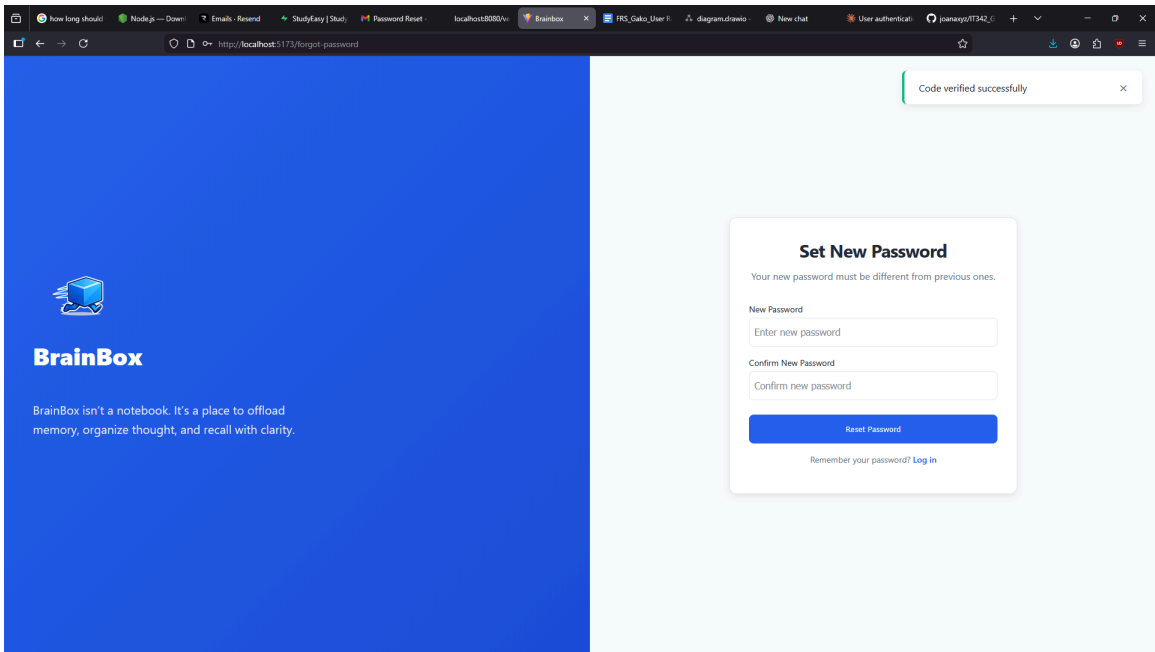 how long should
Node.js — Downl
Emails · Resend
StudyEasy | Study
Password Reset -
localhost:8080/ve
Brainbox
FRS_Gako_User R
diagram.drawio -
New chat
User authenticati
joanaxyz/IT342_G
http://localhost:5173/forgot-password
Code verified successfully
Set New Password
Your new password must be different from previous ones.
New Password
Enter new password
Confirm New Password
Confirm new password
Reset Password
Remember your password? Log in
BrainBox
BrainBox isn't a notebook. It's a place to offload
memory, organize thought, and recall with clarity.